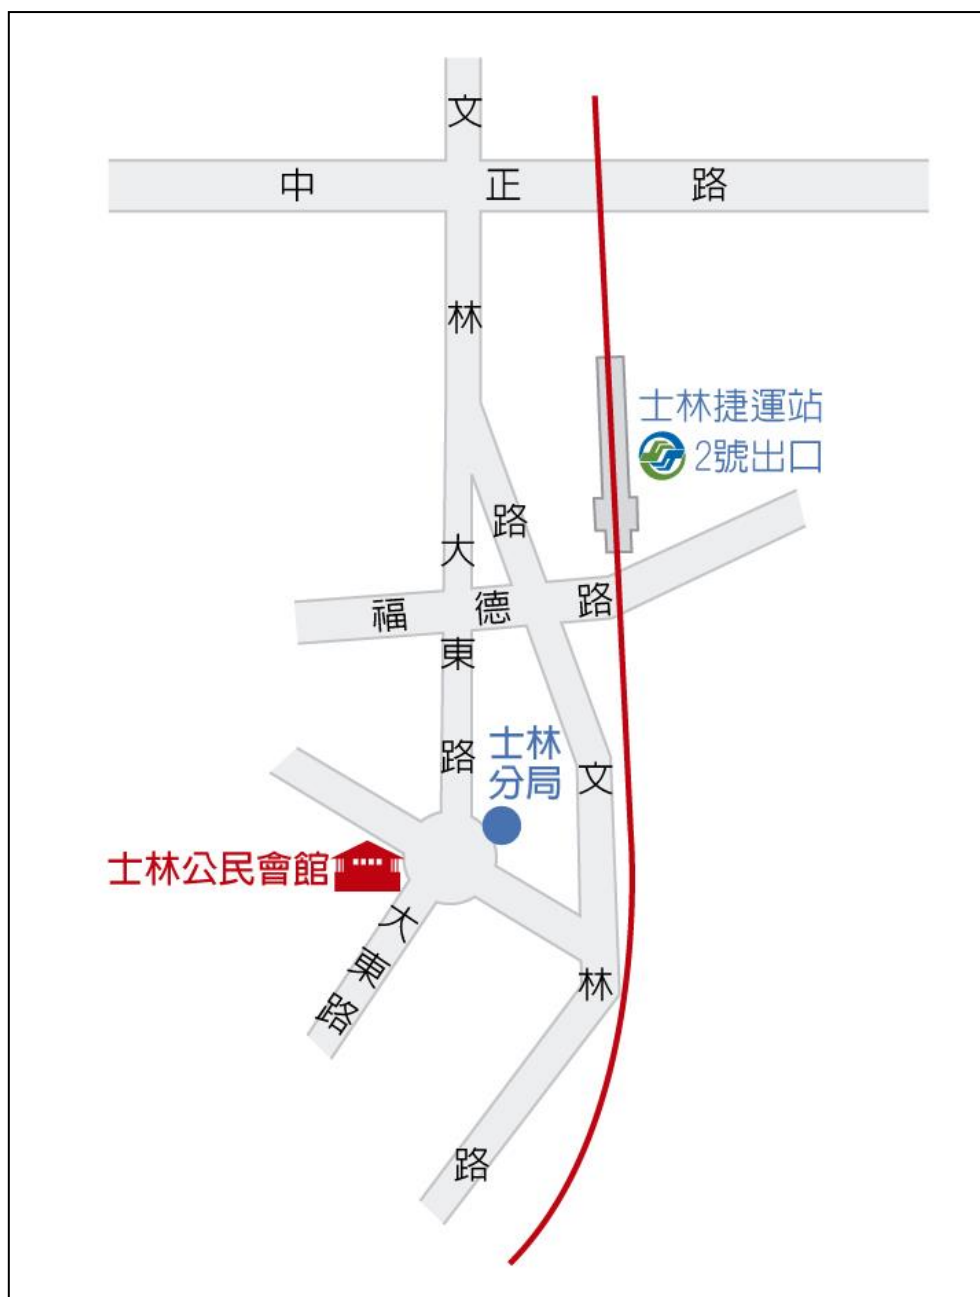 中正路
文林路
士林捷運站
2號出口
福德路
大東路
士林
分局
文林路
士林公民會館
大東路